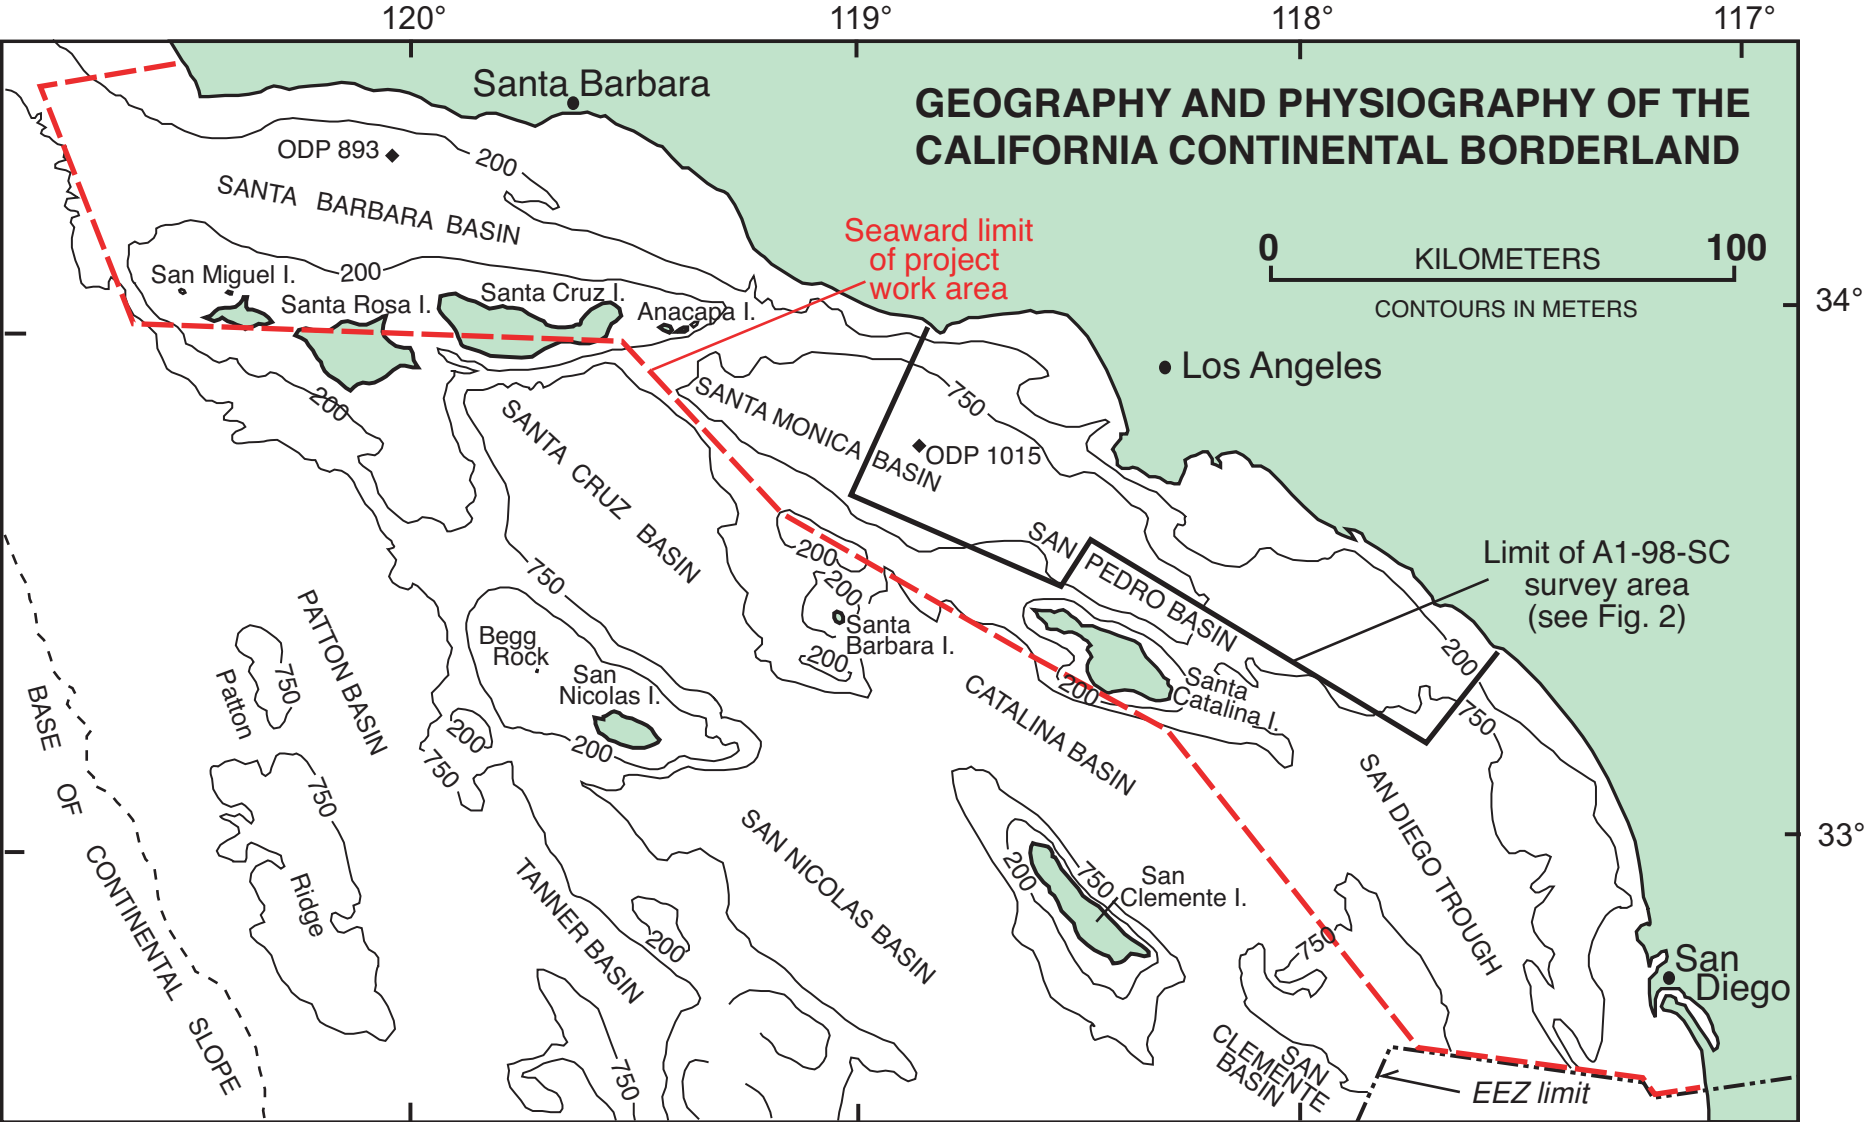 120°
119°
118°
117°
Santa Barbara
GEOGRAPHY AND PHYSIOGRAPHY OF THE
CALIFORNIA CONTINENTAL BORDERLAND
ODP 893
200
SANTA BARBARA BASIN
Seaward limit
of project
work area
0
KILOMETERS
100
CONTOURS IN METERS
34°
San Miguel I.
200
Santa Rosa I.
Santa Cruz I.
Anacapa I.
Los Angeles
200
SANTA CRUZ BASIN
SANTA MONICA BASIN
750
ODP 1015
SAN PEDRO BASIN
Limit of A1-98-SC
survey area
(see Fig. 2)
750
200
200
Santa
Barbara I.
200
PATTON BASIN
Begg
Rock
San
Nicolas I.
200
200
750
750
Patton
Ridge
750
BASE OF CONTINENTAL SLOPE
200
Santa
Catalina I.
CATALINA BASIN
200
750
SAN DIEGO TROUGH
33°
SAN NICOLAS BASIN
TANNER BASIN
200
750
200
750
San
Clemente I.
750
San
Diego
SAN
CLEMENTE
BASIN
EEZ limit